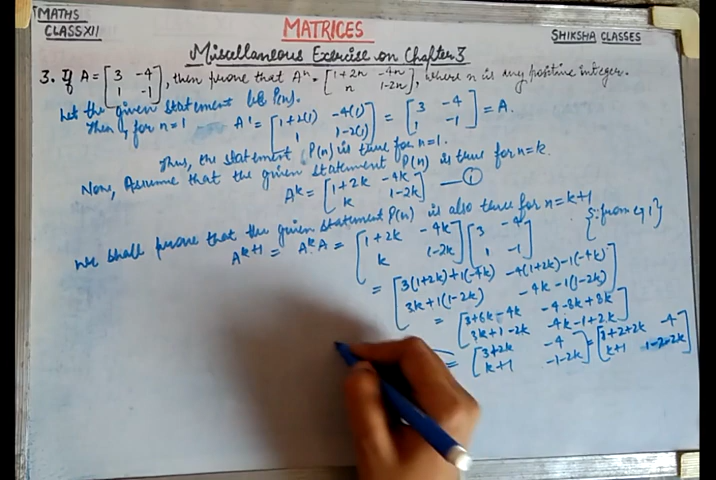 MATHS
CLASS XII
MATRICES
SHIKSHA CLASSES
Miscellaneous Exercise on Chapter 3
3. If A = [3 -4 1 -1], then prove that Aⁿ = [1+2n -4n n 1-2n], where n is any positive integer.
Let the given statement be P(n).
Then, for n=1 A¹ = [1+2(1) -4(1) 1 1-2(1)] = [3 -4 1 -1] = A.
Thus, the statement P(n) is true for n=1.
Now, Assume that the given statement P(n) is true for n=k.
Aᵏ = [1+2k -4k k 1-2k] —①
We shall prove that the given statement P(n) is also true for n=k+1
Aᵏ⁺¹ = Aᵏ.A = [1+2k -4k k 1-2k] [3 -4 1 -1] {∵ from eq 1}
= [3(1+2k)+1(-4k) -4(1+2k)-1(-4k) 3k+1(1-2k) -4k-1(1-2k)]
= [3+6k-4k -4-8k+8k 3k+1-2k -4k-1+2k]
= [3+2k -4 k+1 -1-2k] = [3+2+2k -4 k+1 1-2-2k]